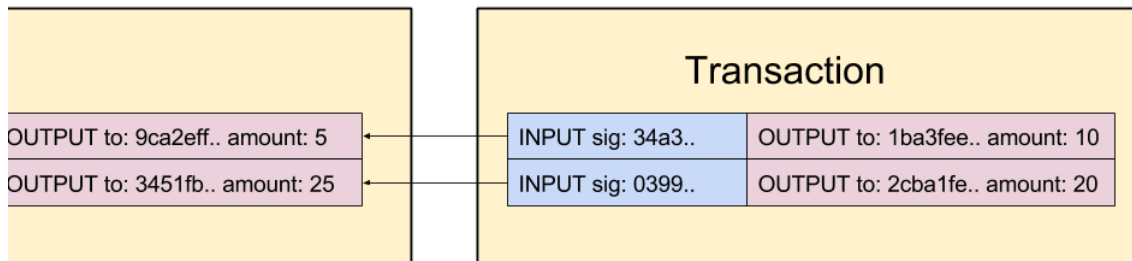 Transaction
OUTPUT to: 9ca2eff.. amount: 5
OUTPUT to: 3451fb.. amount: 25
INPUT sig: 34a3..
OUTPUT to: 1ba3fee.. amount: 10
INPUT sig: 0399..
OUTPUT to: 2cba1fe.. amount: 20